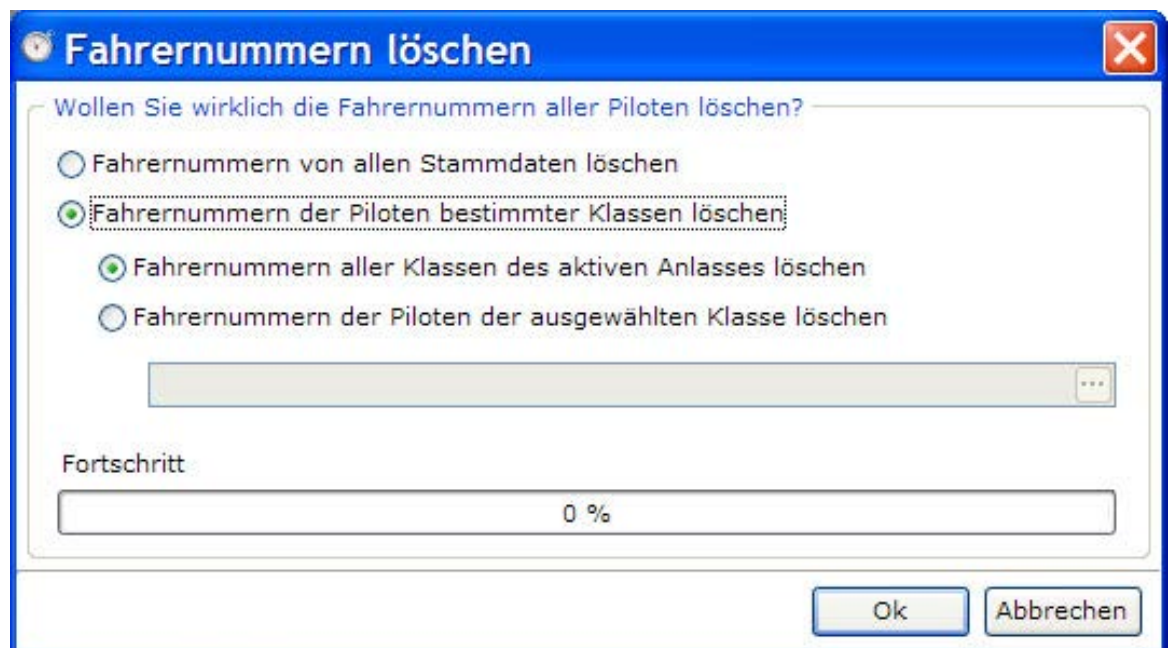 Fahrernummern löschen
Wollen Sie wirklich die Fahrernummern aller Piloten löschen?
Fahrernummern von allen Stammdaten löschen
Fahrernummern der Piloten bestimmter Klassen löschen
Fahrernummern aller Klassen des aktiven Anlasses löschen
Fahrernummern der Piloten der ausgewählten Klasse löschen
...
Fortschritt
0 %
Ok Abbrechen